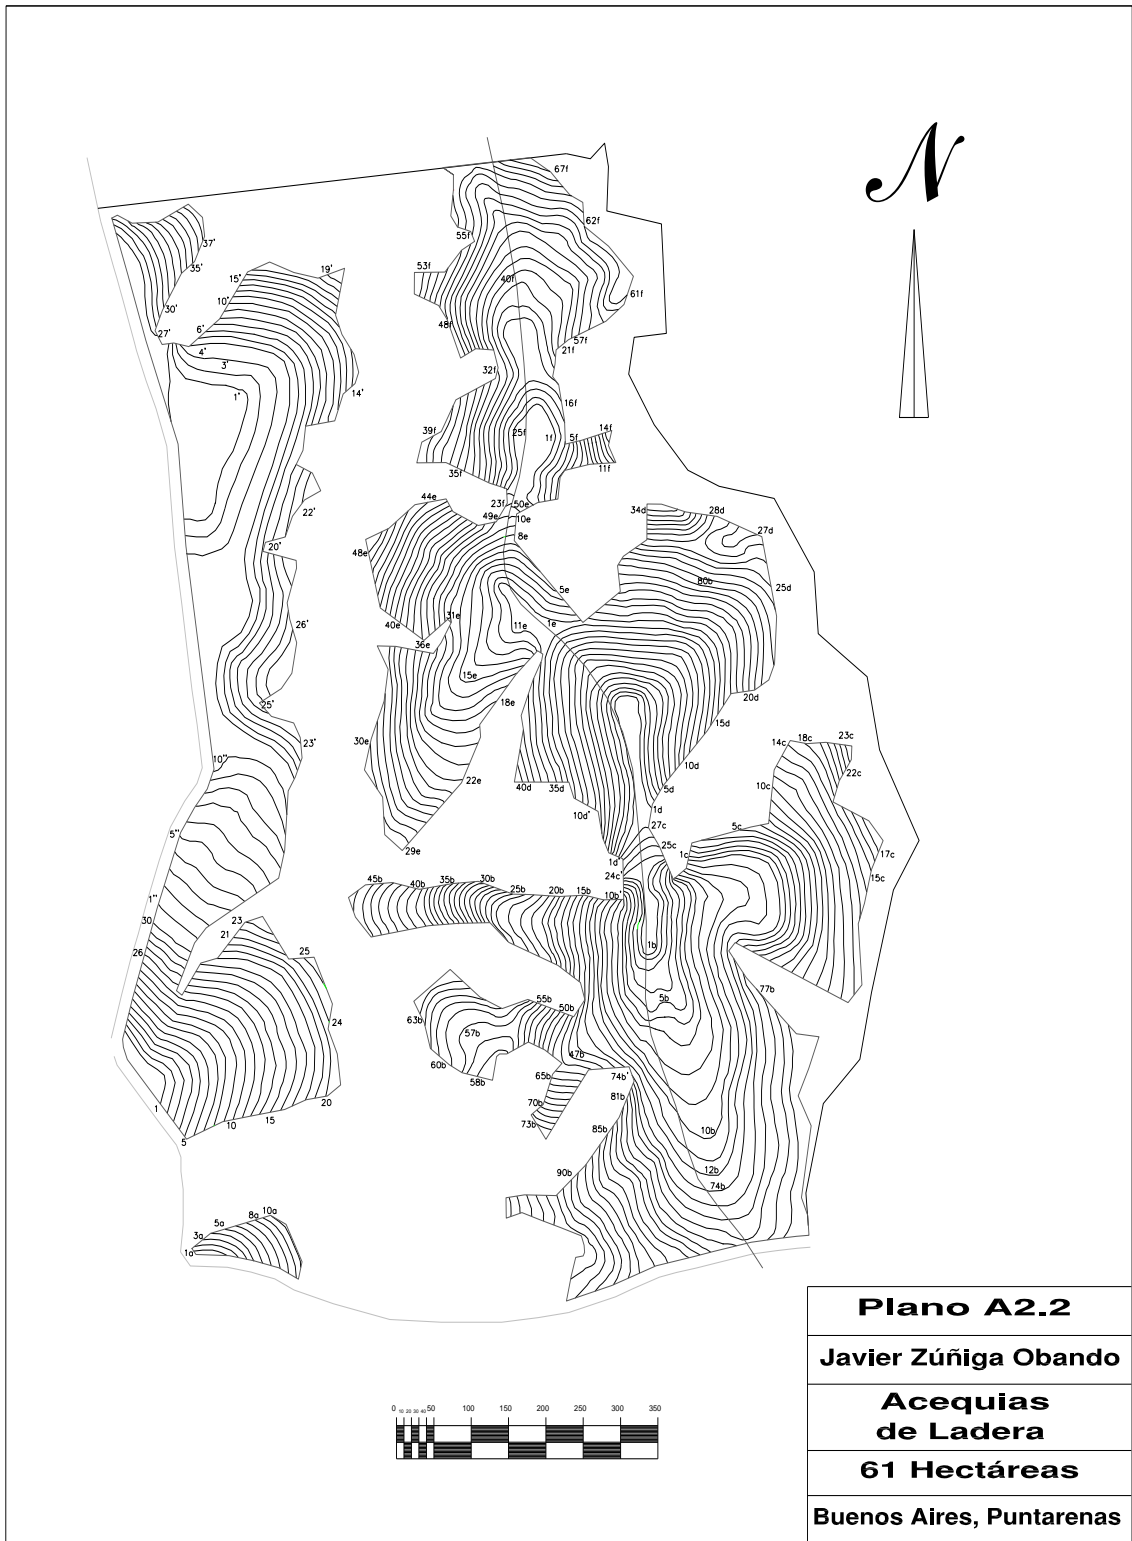 N
67f
62f
55f
53f
40f
61f
48f
57f
21f
32f
16f
39f
25f
1f
5f
14f
11f
35f
23f
50e
37'
35'
30'
27'
19'
15'
10'
6'
4'
3'
1'
14'
22'
20'
26'
25'
23'
10''
5''
1''
44e
49e
10e
8e
48e
5e
31e
40e
11e
1e
36e
15e
18e
30e
22e
29e
34d
28d
27d
80b
25d
20d
15d
10d
5d
1d
40d
35d
10d'
1d'
14c
18c
23c
22c
10c
5c
27c
25c
1c
17c
15c
24c'
45b
40b
35b
30b
25b
20b
15b
10b'
1b
5b
77b
55b
50b
63b
57b
60b
58b
47b
65b
70b
73b
74b'
81b
85b
90b
10b
12b
74b
30
26
23
21
25
24
1
5
10
15
20
10a
8a
5a
3a
1a
0 10 20 30 40 50 100 150 200 250 300 350
Plano A2.2
Javier Zúñiga Obando
Acequias
de Ladera
61 Hectáreas
Buenos Aires, Puntarenas